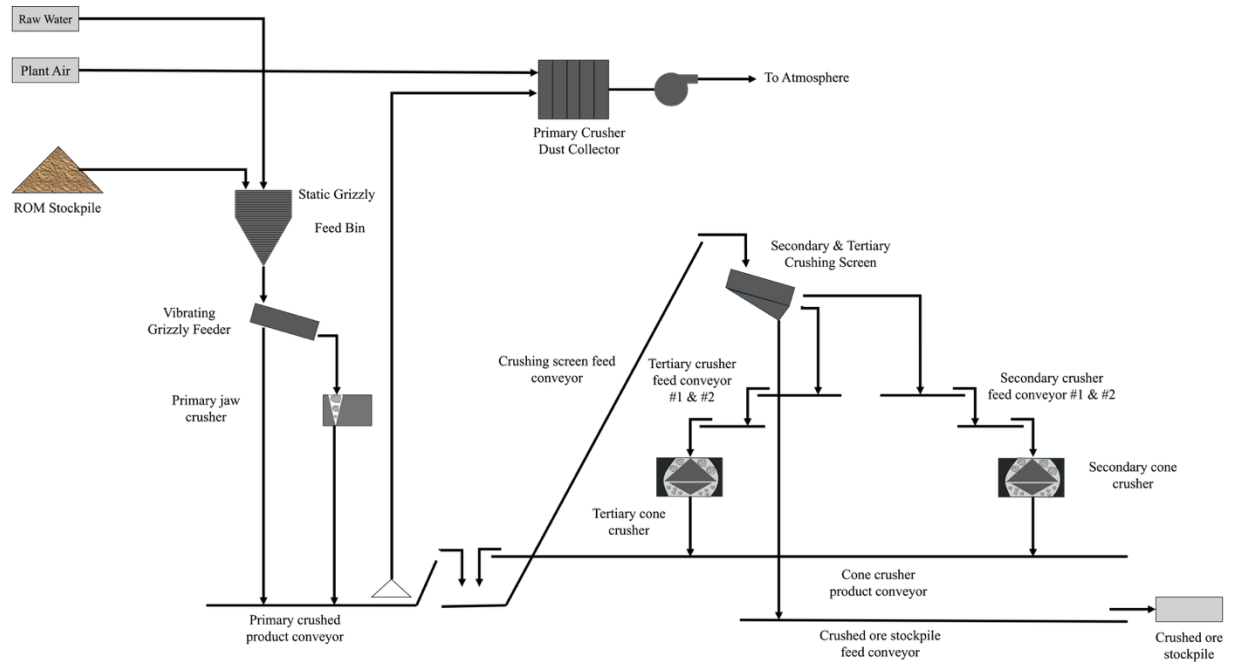 Raw Water
Plant Air
To Atmosphere
Primary Crusher
Dust Collector
ROM Stockpile
Static Grizzly
Feed Bin
Secondary & Tertiary
Crushing Screen
Vibrating
Grizzly Feeder
Crushing screen feed
conveyor
Tertiary crusher
feed conveyor
#1 & #2
Secondary crusher
feed conveyor #1 & #2
Primary jaw
crusher
Secondary cone
crusher
Tertiary cone
crusher
Cone crusher
product conveyor
Primary crushed
product conveyor
Crushed ore stockpile
feed conveyor
Crushed ore
stockpile